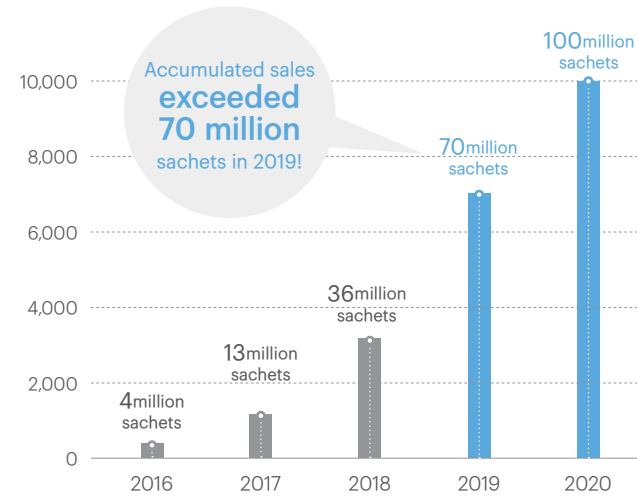 100million
sachets
Accumulated sales
exceeded
70 million
sachets in 2019!
10,000
8,000
6,000
4,000
2,000
0
70million
sachets
36million
sachets
13million
sachets
4million
sachets
2016
2017
2018
2019
2020